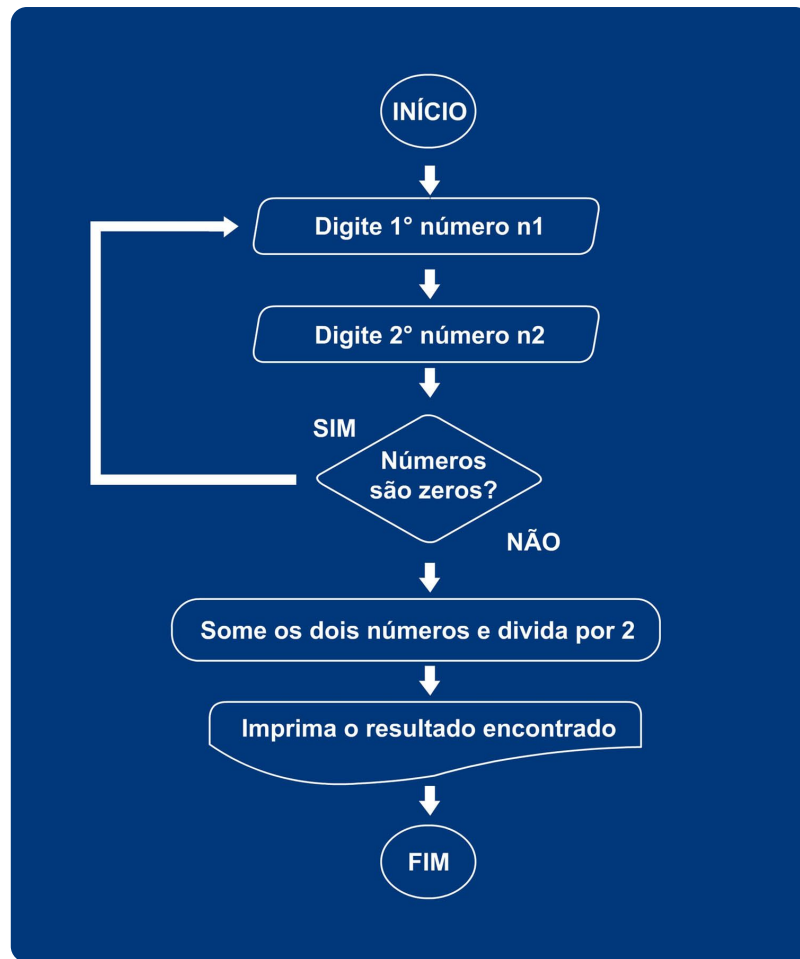 INÍCIO
Digite 1° número n1
Digite 2° número n2
SIM
Números
são zeros?
NÃO
Some os dois números e divida por 2
Imprima o resultado encontrado
FIM